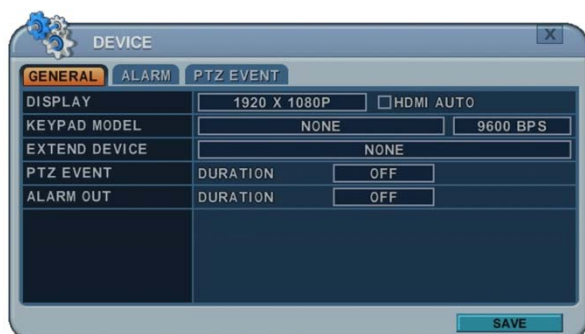 DEVICE X
GENERAL ALARM PTZ EVENT
DISPLAY 1920 X 1080P HDMI AUTO
KEYPAD MODEL NONE 9600 BPS
EXTEND DEVICE NONE
PTZ EVENT DURATION OFF
ALARM OUT DURATION OFF
SAVE